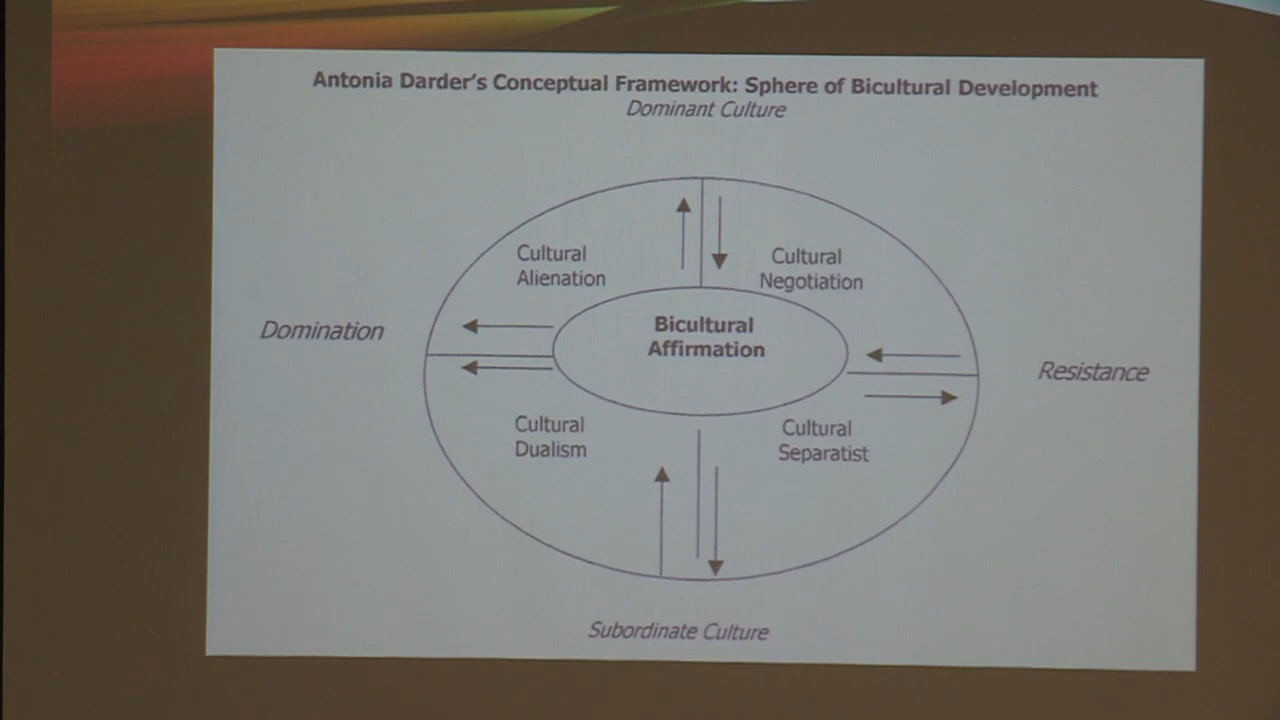 Antonia Darder's Conceptual Framework: Sphere of Bicultural Development
Dominant Culture
Cultural
Alienation
Cultural
Negotiation
Domination
Bicultural
Affirmation
Resistance
Cultural
Dualism
Cultural
Separatist
Subordinate Culture